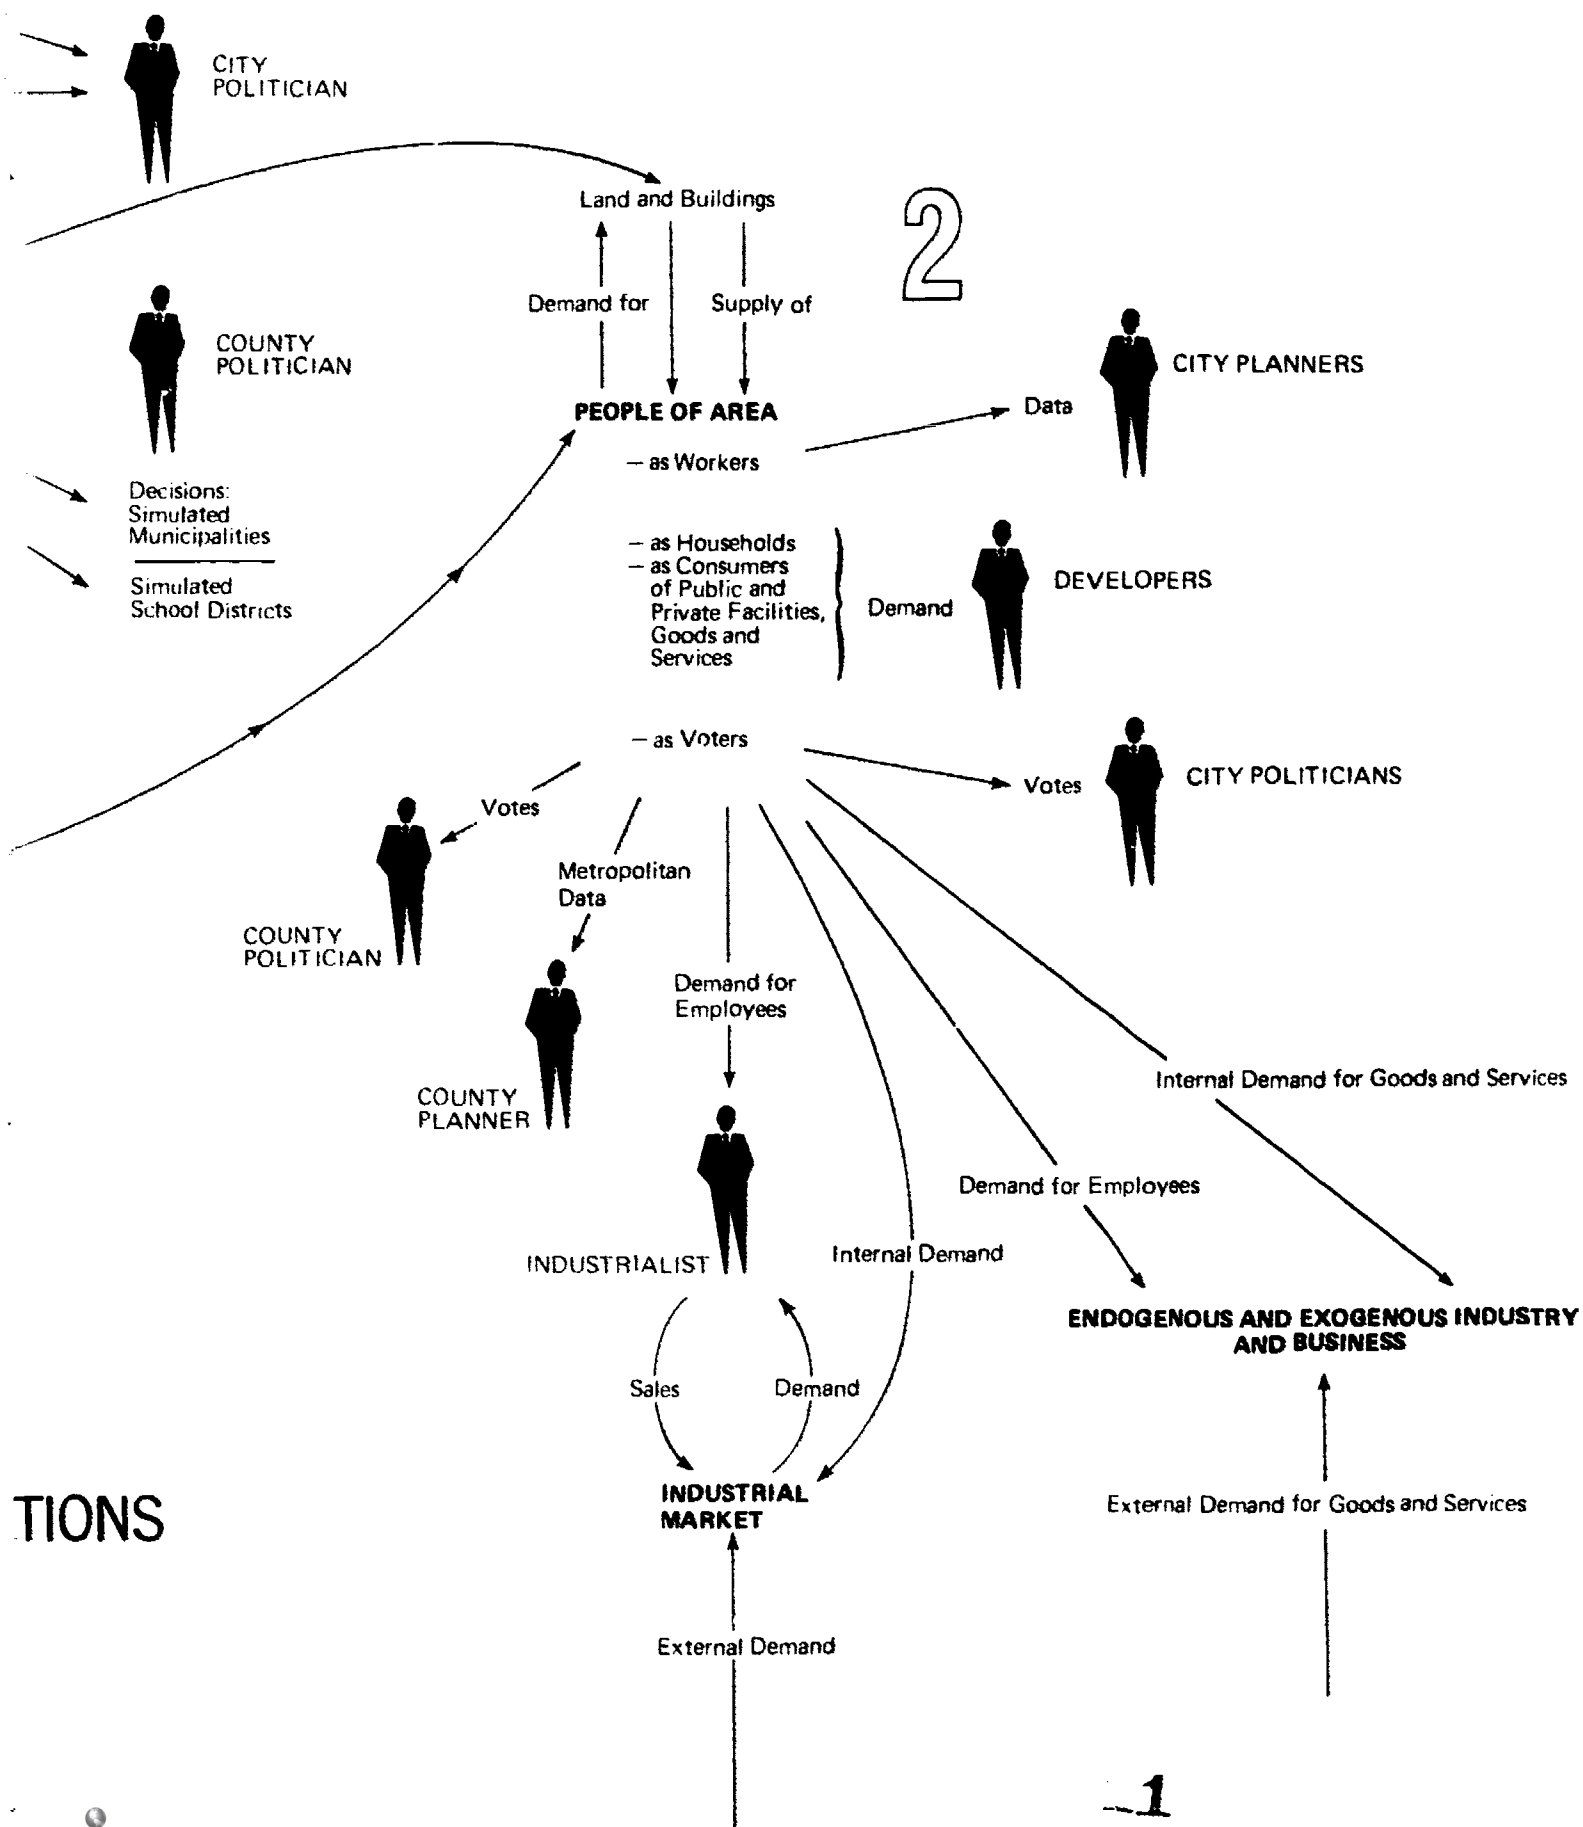 CITY
POLITICIAN
Land and Buildings
2
Demand for
Supply of
COUNTY
POLITICIAN
CITY PLANNERS
Data
PEOPLE OF AREA
— as Workers
Decisions:
Simulated
Municipalities
Simulated
School Districts
— as Households
— as Consumers
of Public and
Private Facilities,
Goods and
Services
Demand
DEVELOPERS
— as Voters
Votes
CITY POLITICIANS
Votes
COUNTY
POLITICIAN
Metropolitan
Data
COUNTY
PLANNER
Demand for
Employees
Internal Demand for Goods and Services
Demand for Employees
INDUSTRIALIST
Internal Demand
ENDOGENOUS AND EXOGENOUS INDUSTRY
AND BUSINESS
Sales
Demand
INDUSTRIAL
MARKET
TIONS
External Demand for Goods and Services
External Demand
1